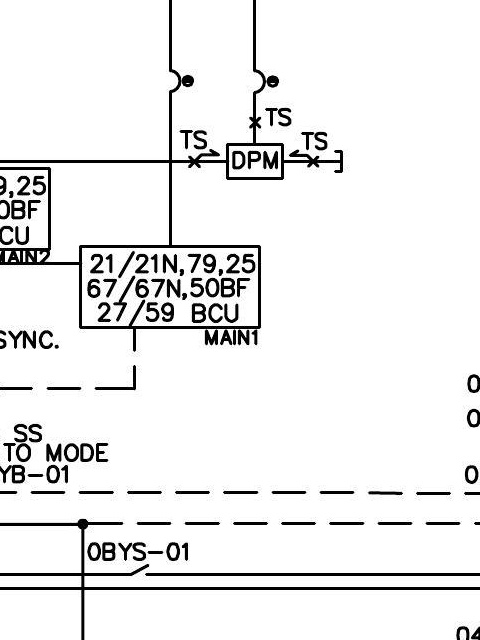 TS
TS
TS
DPM
9,25
0BF
CU
MAIN2
21/21N,79,25
67/67N,50BF
27/59 BCU
MAIN1
SYNC.
0
0
SS
TO MODE
YB-01
0
0BYS-01
04